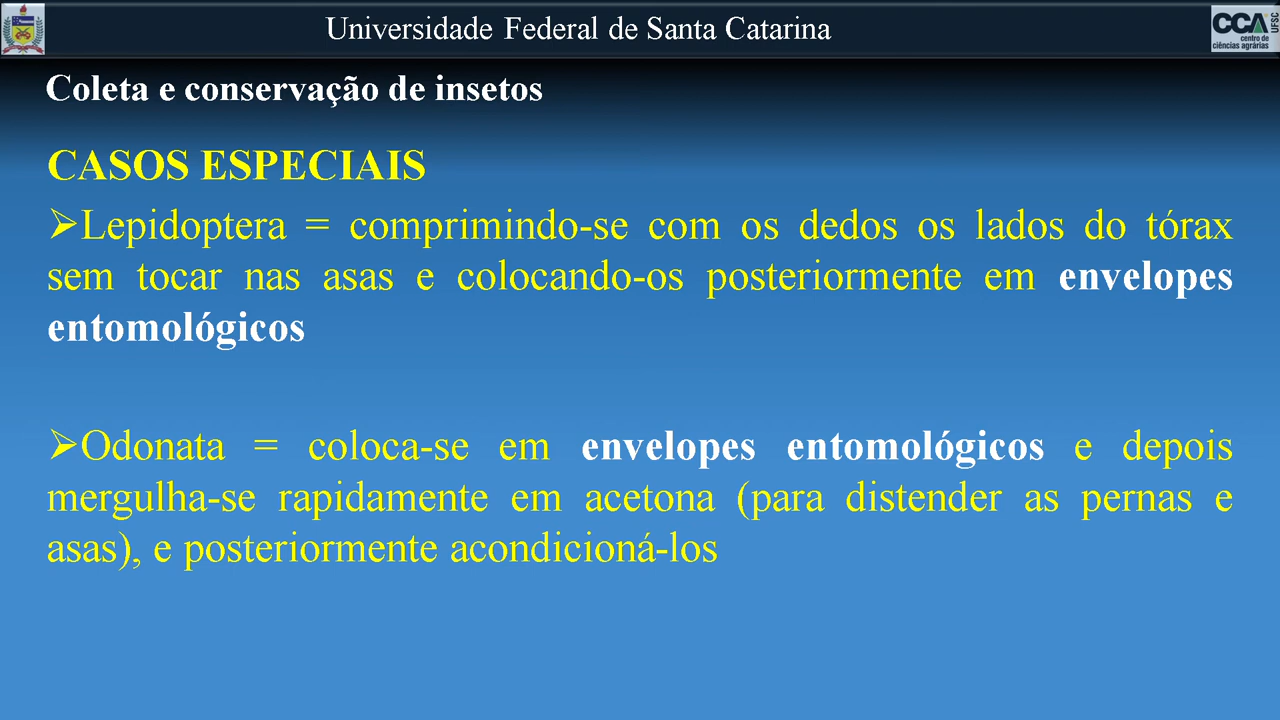 Universidade Federal de Santa Catarina
CCA
UFSC
centro de
ciências agrárias
Coleta e conservação de insetos
CASOS ESPECIAIS
➢Lepidoptera = comprimindo-se com os dedos os lados do tórax
sem tocar nas asas e colocando-os posteriormente em envelopes
entomológicos
➢Odonata = coloca-se em envelopes entomológicos e depois
mergulha-se rapidamente em acetona (para distender as pernas e
asas), e posteriormente acondicioná-los